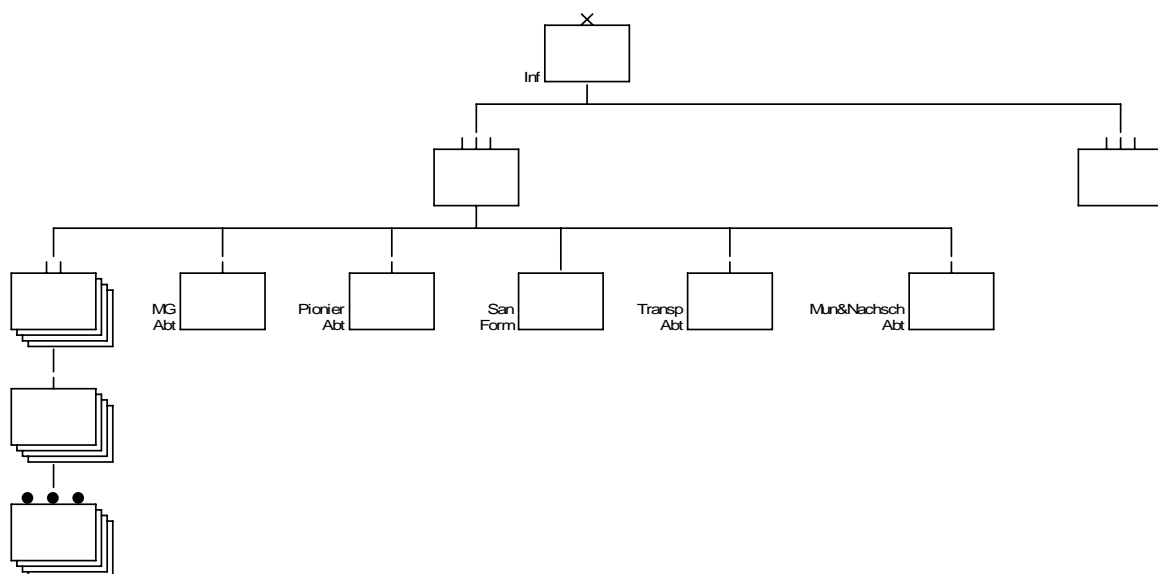 Inf
MG
Abt
Pionier
Abt
San
Form
Transp
Abt
Mun&Nachsch
Abt